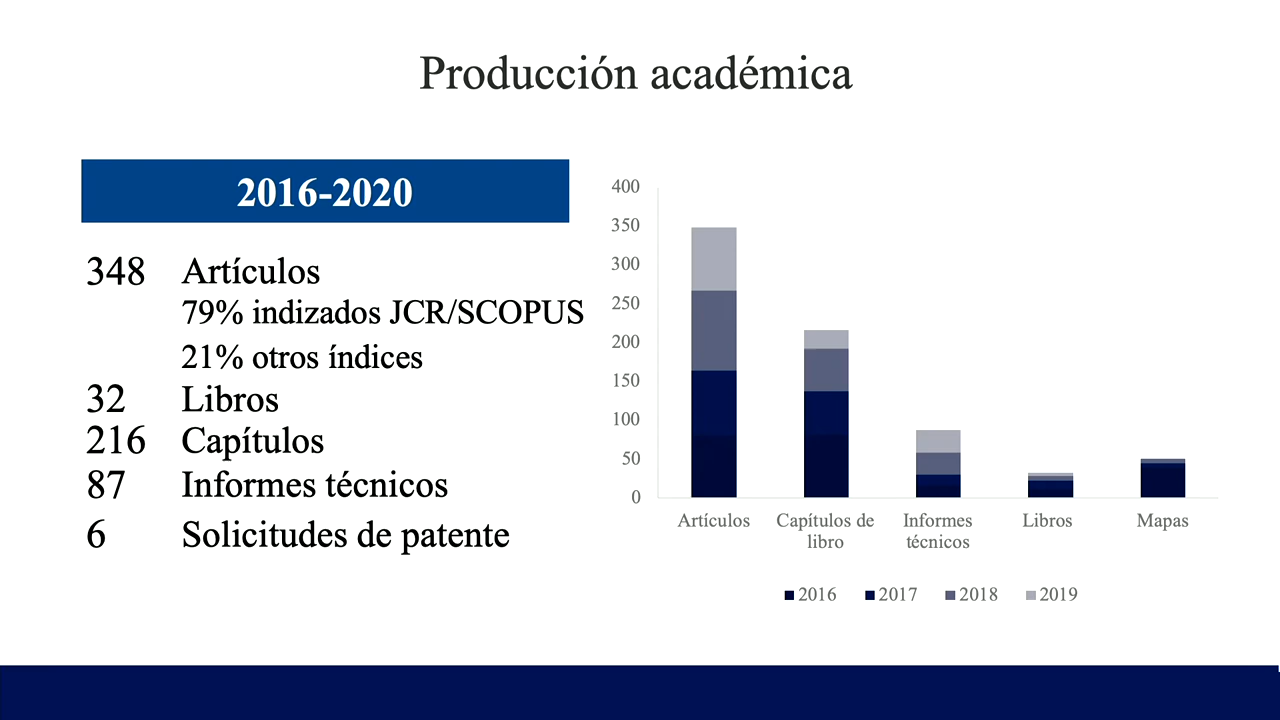 Producción académica
2016-2020
348 Artículos
79% indizados JCR/SCOPUS
21% otros índices
32 Libros
216 Capítulos
87 Informes técnicos
6 Solicitudes de patente
400
350
300
250
200
150
100
50
0
Artículos
Capítulos de
libro
Informes
técnicos
Libros
Mapas
2016 2017 2018 2019